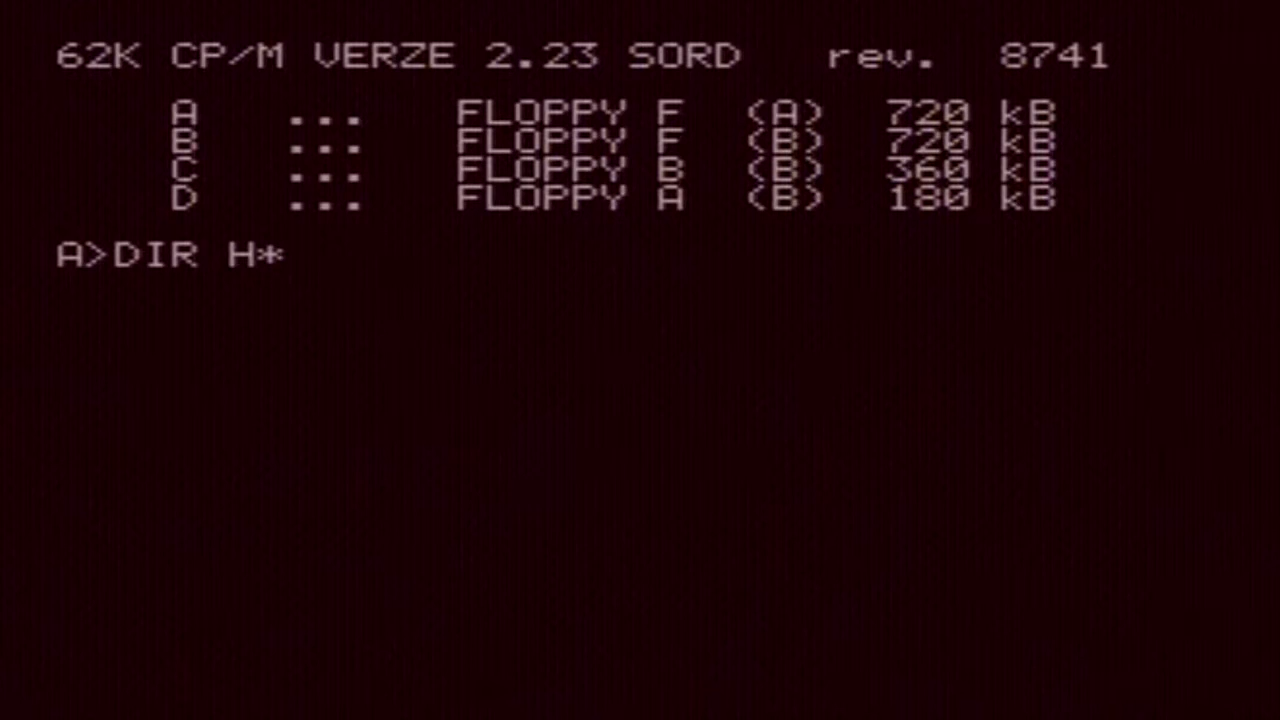 62K CP/M VERZE 2.23 SORD rev. 8741
A ... FLOPPY F (A) 720 kB
B ... FLOPPY F (B) 720 kB
C ... FLOPPY B (B) 360 kB
D ... FLOPPY A (B) 180 kB
A>DIR H*